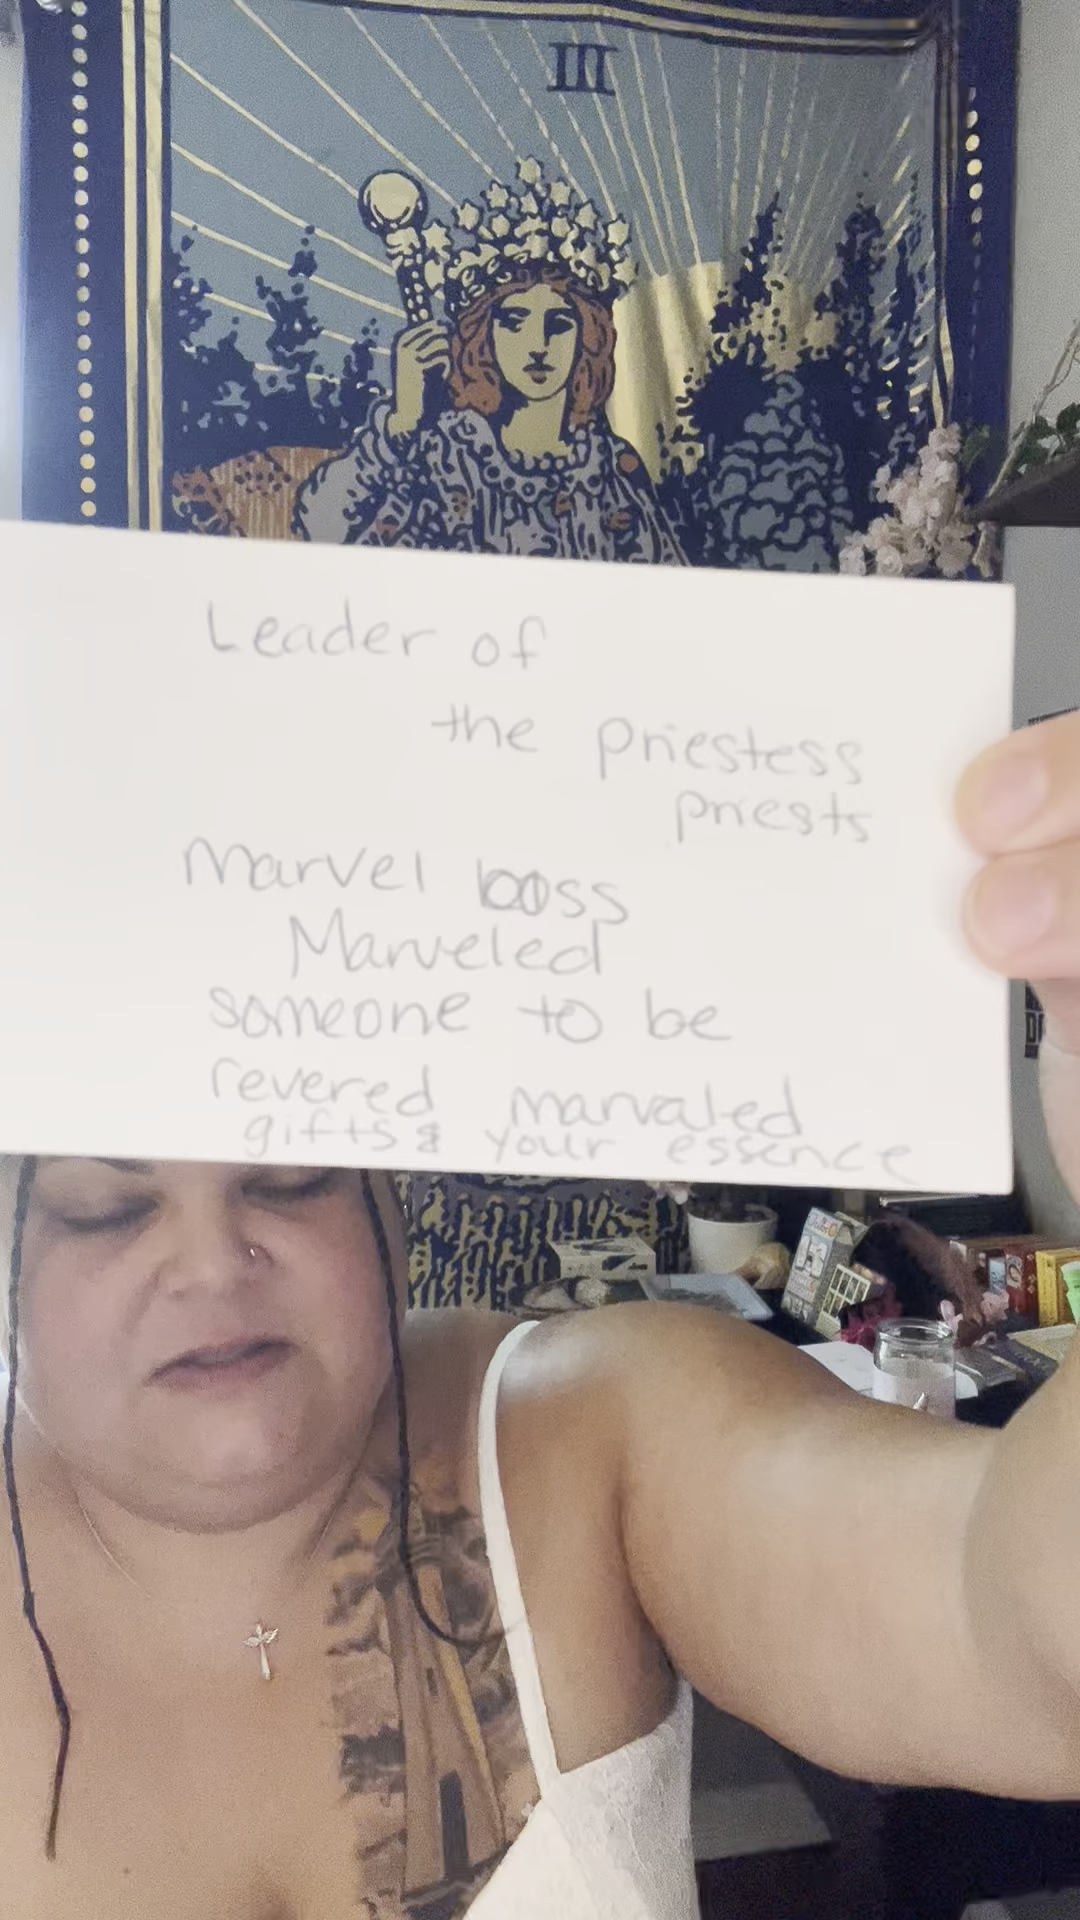 III
Leader of
the priestess
priests
Marvel boss
Marveled
someone to be
revered marvaled
gifts & your essence